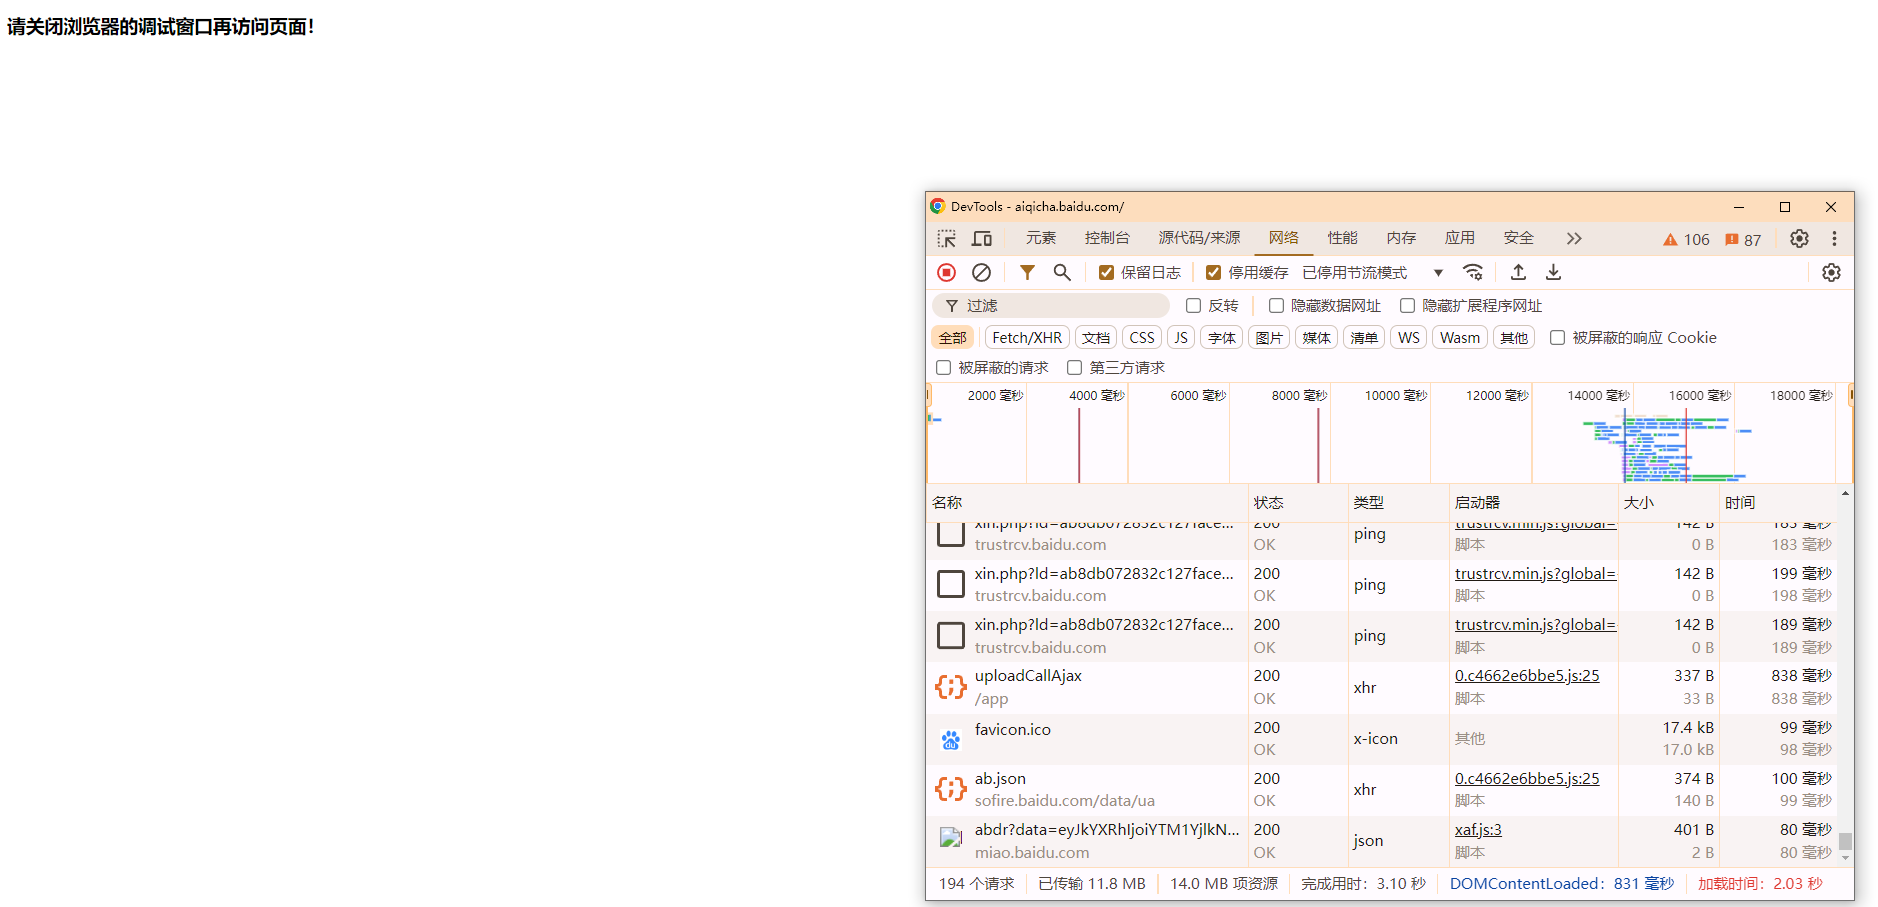 请关闭浏览器的调试窗口再访问页面！
DevTools - aiqicha.baidu.com/
元素 控制台 源代码/来源 网络 性能 内存 应用 安全 106 87
保留日志 停用缓存 已停用节流模式
过滤 反转 隐藏数据网址 隐藏扩展程序网址
全部 Fetch/XHR 文档 CSS JS 字体 图片 媒体 清单 WS Wasm 其他 被屏蔽的响应 Cookie
被屏蔽的请求 第三方请求
2000 毫秒 4000 毫秒 6000 毫秒 8000 毫秒 10000 毫秒 12000 毫秒 14000 毫秒 16000 毫秒 18000 毫秒
名称 状态 类型 启动器 大小 时间
xin.php?ld=ab8db072832c127face... 200 ping trustrcv.min.js?global= 142 B 183 毫秒
trustrcv.baidu.com OK 脚本 0 B 183 毫秒
xin.php?ld=ab8db072832c127face... 200 ping trustrcv.min.js?global= 142 B 199 毫秒
trustrcv.baidu.com OK 脚本 0 B 198 毫秒
xin.php?ld=ab8db072832c127face... 200 ping trustrcv.min.js?global= 142 B 189 毫秒
trustrcv.baidu.com OK 脚本 0 B 189 毫秒
uploadCallAjax 200 xhr 0.c4662e6bbe5.js:25 337 B 838 毫秒
/app OK 脚本 33 B 838 毫秒
favicon.ico 200 x-icon 其他 17.4 kB 99 毫秒
du OK 17.0 kB 98 毫秒
ab.json 200 xhr 0.c4662e6bbe5.js:25 374 B 100 毫秒
sofire.baidu.com/data/ua OK 脚本 140 B 99 毫秒
abdr?data=eyJkYXRhIjoiYTM1YjlkN... 200 json xaf.js:3 401 B 80 毫秒
miao.baidu.com OK 脚本 2 B 80 毫秒
194 个请求 已传输 11.8 MB 14.0 MB 项资源 完成用时：3.10 秒 DOMContentLoaded：831 毫秒 加载时间：2.03 秒